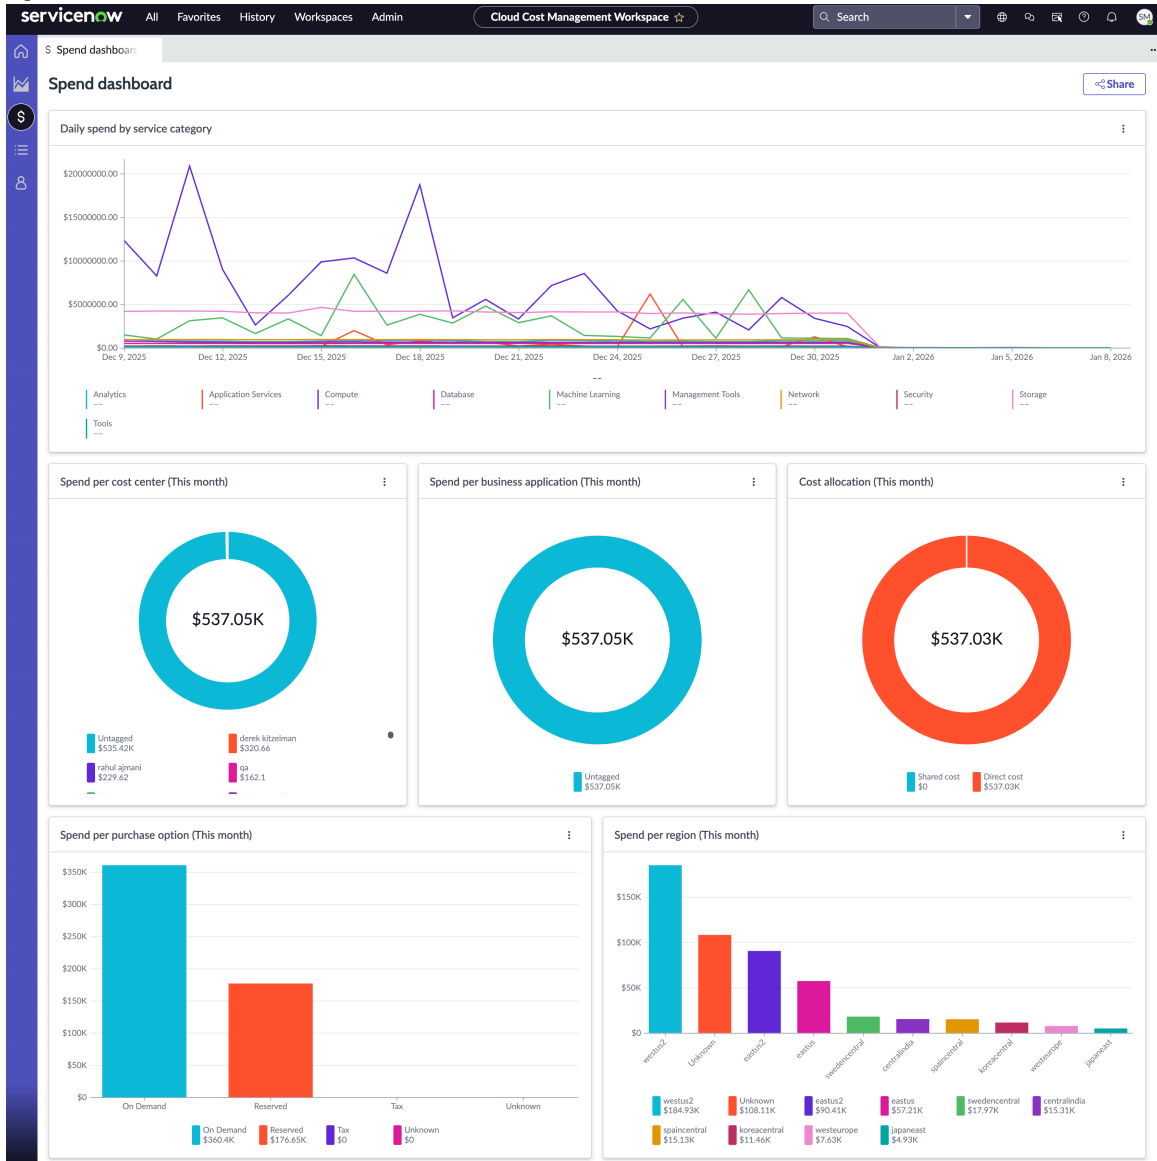 servicenow All Favorites History Workspaces Admin Cloud Cost Management Workspace Search SM
$ Spend dashboar
Spend dashboard
Share
Daily spend by service category
$20000000.00
$15000000.00
$10000000.00
$5000000.00
$0.00
Dec 9, 2025 Dec 12, 2025 Dec 15, 2025 Dec 18, 2025 Dec 21, 2025 Dec 24, 2025 Dec 27, 2025 Dec 30, 2025 Jan 2, 2026 Jan 5, 2026 Jan 8, 2026
--
Analytics Application Services Compute Database Machine Learning Management Tools Network Security Storage
-- -- -- -- -- -- -- -- --
Tools
--
Spend per cost center (This month)
$537.05K
Untagged derek kitzelman
$535.42K $320.66
rahul ajmani qa
$229.62 $162.1
Spend per business application (This month)
$537.05K
Untagged
$537.05K
Cost allocation (This month)
$537.03K
Shared cost Direct cost
$0 $537.03K
Spend per purchase option (This month)
$350K
$300K
$250K
$200K
$150K
$100K
$50K
$0
On Demand Reserved Tax Unknown
On Demand Reserved Tax Unknown
$360.4K $176.65K $0 $0
Spend per region (This month)
$150K
$100K
$50K
$0
westus2 Unknown eastus2 eastus swedencentral centralindia spaincentral koreacentral westeurope japaneast
westus2 Unknown eastus2 eastus swedencentral centralindia
$184.93K $108.11K $90.41K $57.21K $17.97K $15.31K
spaincentral koreacentral westeurope japaneast
$15.13K $11.46K $7.63K $4.93K